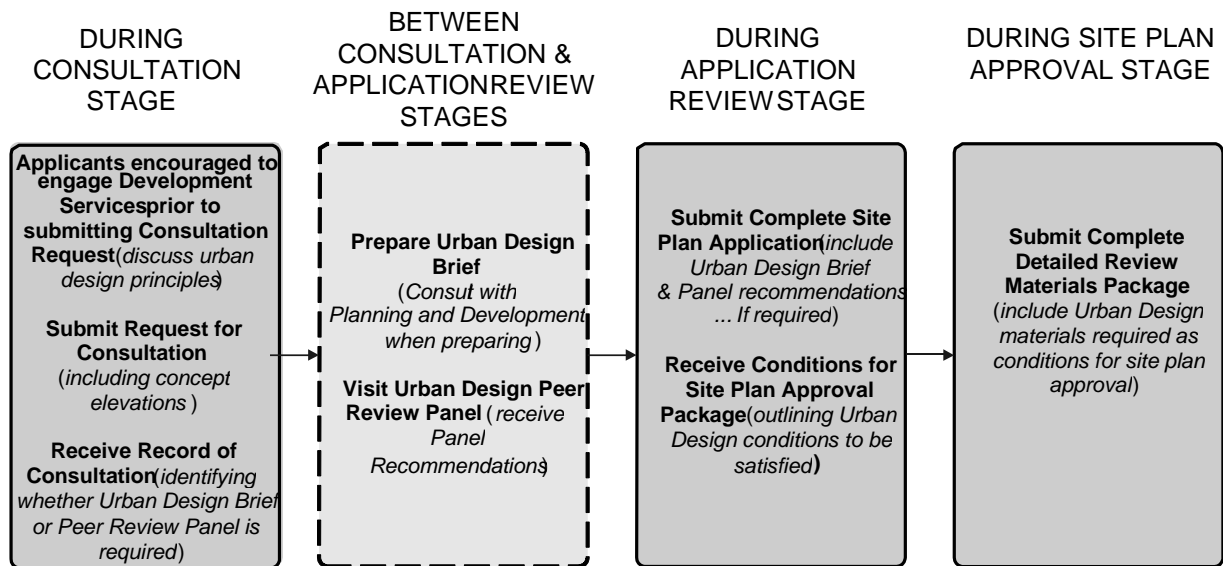 DURING
CONSULTATION
STAGE
Applicants encouraged to
engage Development
Servicesprior to
submitting Consultation
Request(discuss urban
design principles)
Submit Request for
Consultation
(including concept
elevations)
Receive Record of
Consultation(identifying
whether Urban Design Brief
or Peer Review Panel is
required)
BETWEEN
CONSULTATION &
APPLICATIONREVIEW
STAGES
Prepare Urban Design
Brief
(Consut with
Planning and Development
when preparing)
Visit Urban Design Peer
Review Panel (receive
Panel
Recommendations)
DURING
APPLICATION
REVIEW STAGE
Submit Complete Site
Plan Application(include
Urban Design Brief
& Panel recommendations
... If required)
Receive Conditions for
Site Plan Approval
Package(outlining Urban
Design conditions to be
satisfied)
DURING SITE PLAN
APPROVAL STAGE
Submit Complete
Detailed Review
Materials Package
(include Urban Design
materials required as
conditions for site plan
approval)